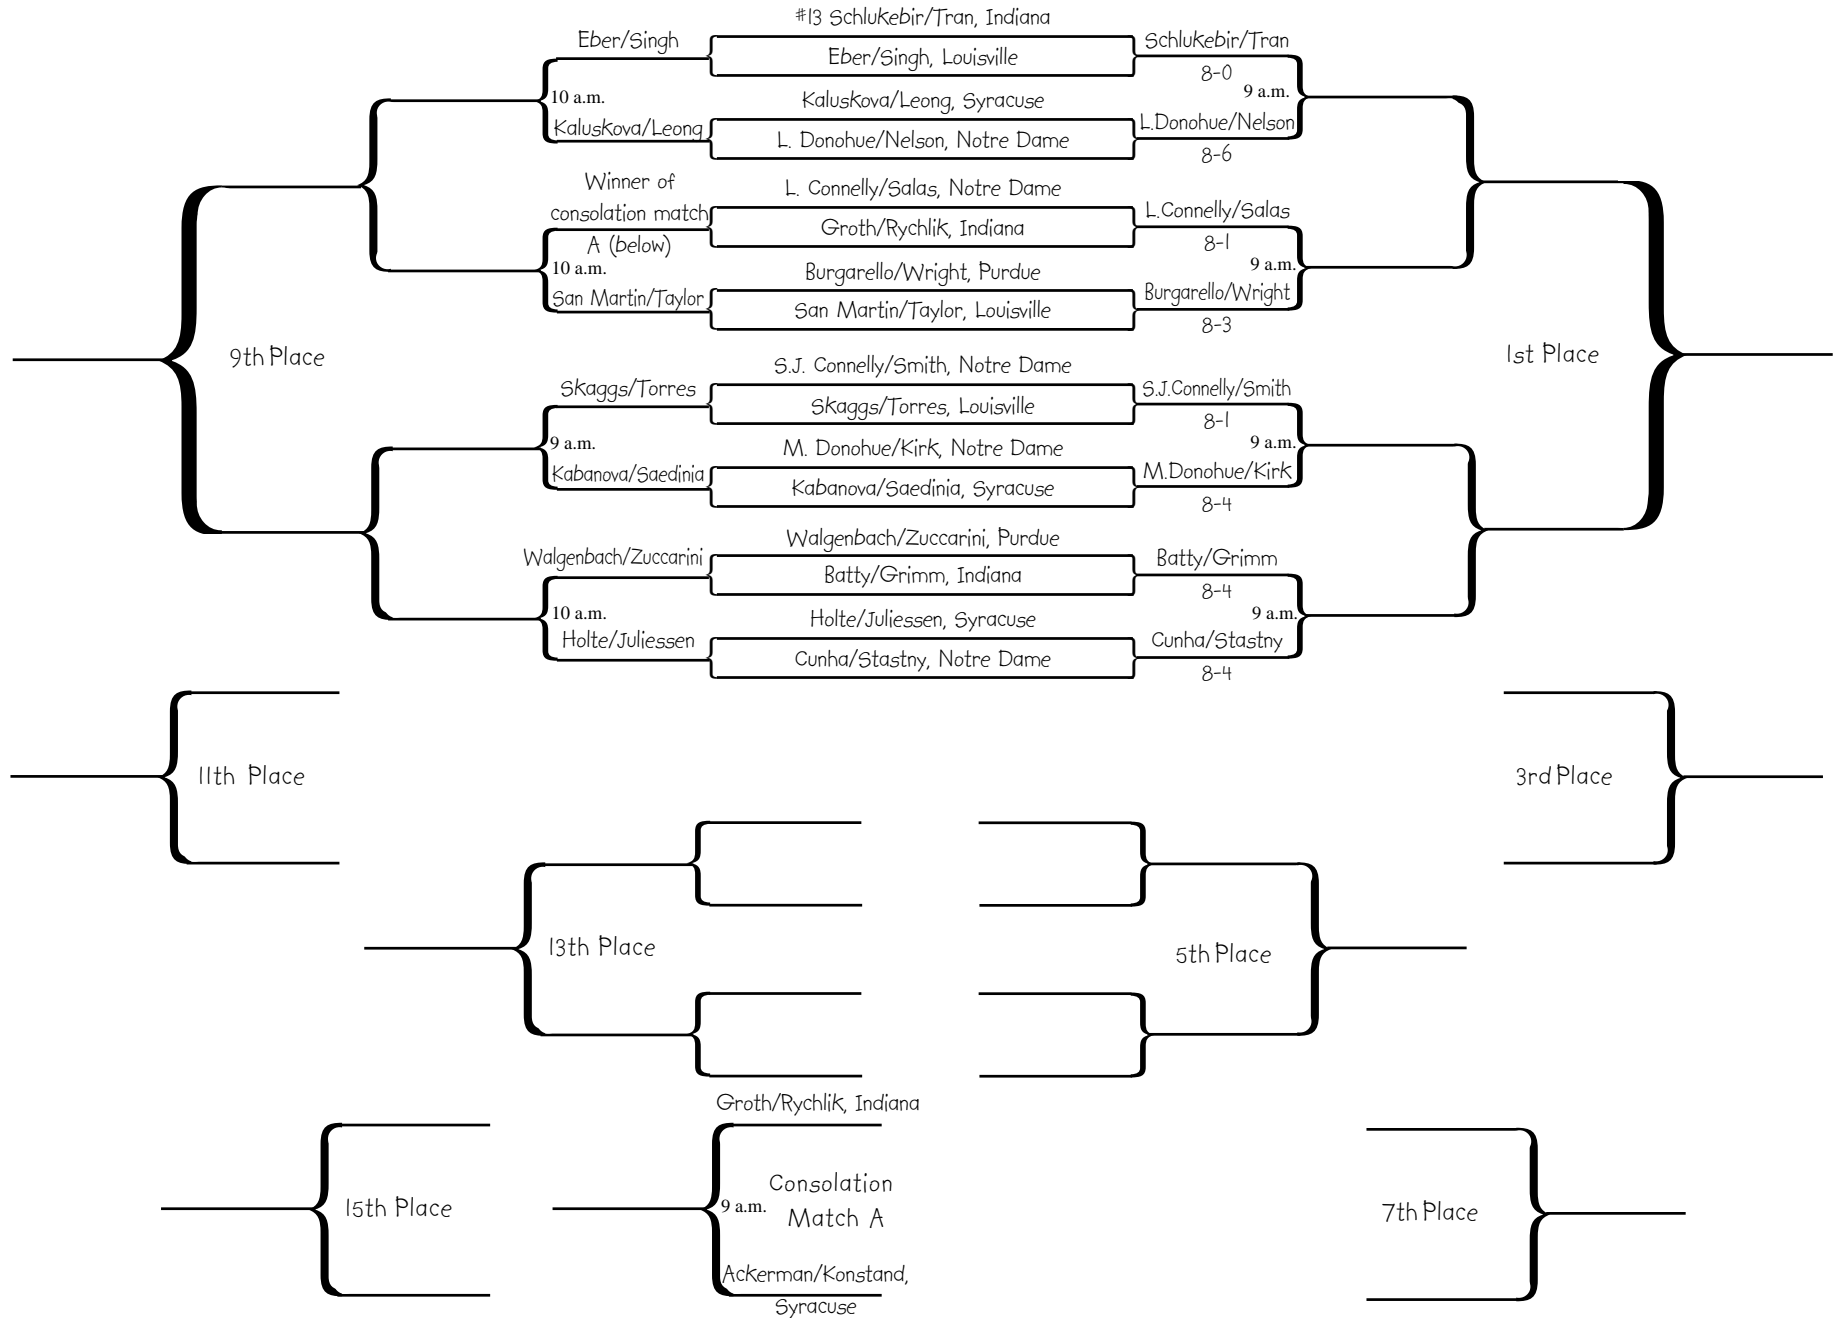 #13 Schlukebir/Tran, Indiana
Eber/Singh
Eber/Singh, Louisville
Schlukebir/Tran
8-0
10 a.m.
9 a.m.
Kaluskova/Leong, Syracuse
Kaluskova/Leong
L. Donohue/Nelson, Notre Dame
L.Donohue/Nelson
8-6
Winner of
consolation match
A (below)
L. Connelly/Salas, Notre Dame
Groth/Rychlik, Indiana
L.Connelly/Salas
8-1
10 a.m.
9 a.m.
Burgarello/Wright, Purdue
San Martin/Taylor
San Martin/Taylor, Louisville
Burgarello/Wright
8-3
9th Place
1st Place
S.J. Connelly/Smith, Notre Dame
Skaggs/Torres
Skaggs/Torres, Louisville
S.J.Connelly/Smith
8-1
9 a.m.
9 a.m.
M. Donohue/Kirk, Notre Dame
Kabanova/Saedinia
Kabanova/Saedinia, Syracuse
M.Donohue/Kirk
8-4
Walgenbach/Zuccarini, Purdue
Walgenbach/Zuccarini
Batty/Grimm, Indiana
Batty/Grimm
8-4
10 a.m.
9 a.m.
Holte/Juliessen, Syracuse
Holte/Juliessen
Cunha/Stastny, Notre Dame
Cunha/Stastny
8-4
11th Place
3rd Place
13th Place
5th Place
Groth/Rychlik, Indiana
15th Place
9 a.m.
Consolation
Match A
7th Place
Ackerman/Konstand,
Syracuse